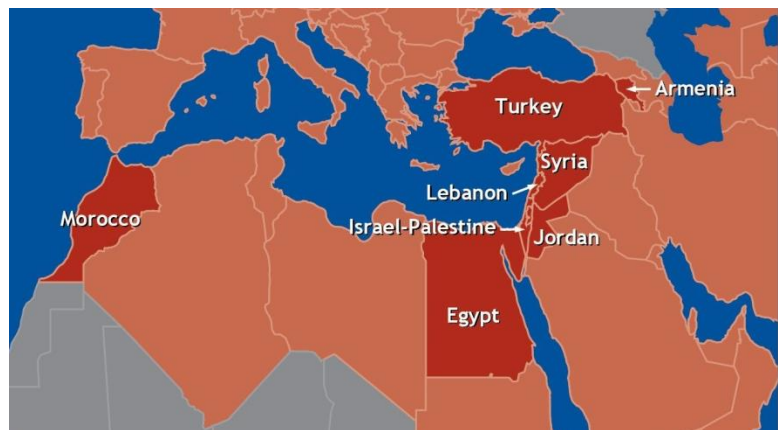 Armenia
Turkey
Syria
Lebanon
Morocco
Israel-Palestine
Jordan
Egypt